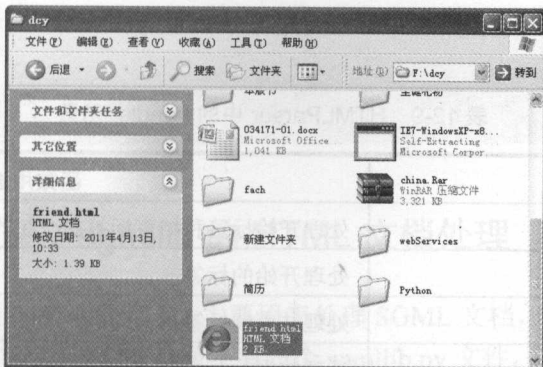 dcy
文件(F) 编辑(E) 查看(V) 收藏(A) 工具(T) 帮助(H)
后退 搜索 文件夹 地址(D) F:\dcy 转到
文件和文件夹任务
其它位置
详细信息
friend.html
HTML 文档
修改日期: 2011年4月13日,
10:33
大小: 1.39 KB
034171-01.docx
Microsoft Office
1,041 KB
IE7-WindowsXP-x8...
Self-Extracting
Microsoft Corpor...
fach
china.Rar
WinRAR 压缩文件
3,321 KB
新建文件夹
webServices
简历
Python
friend.html
HTML 文档
2 KB